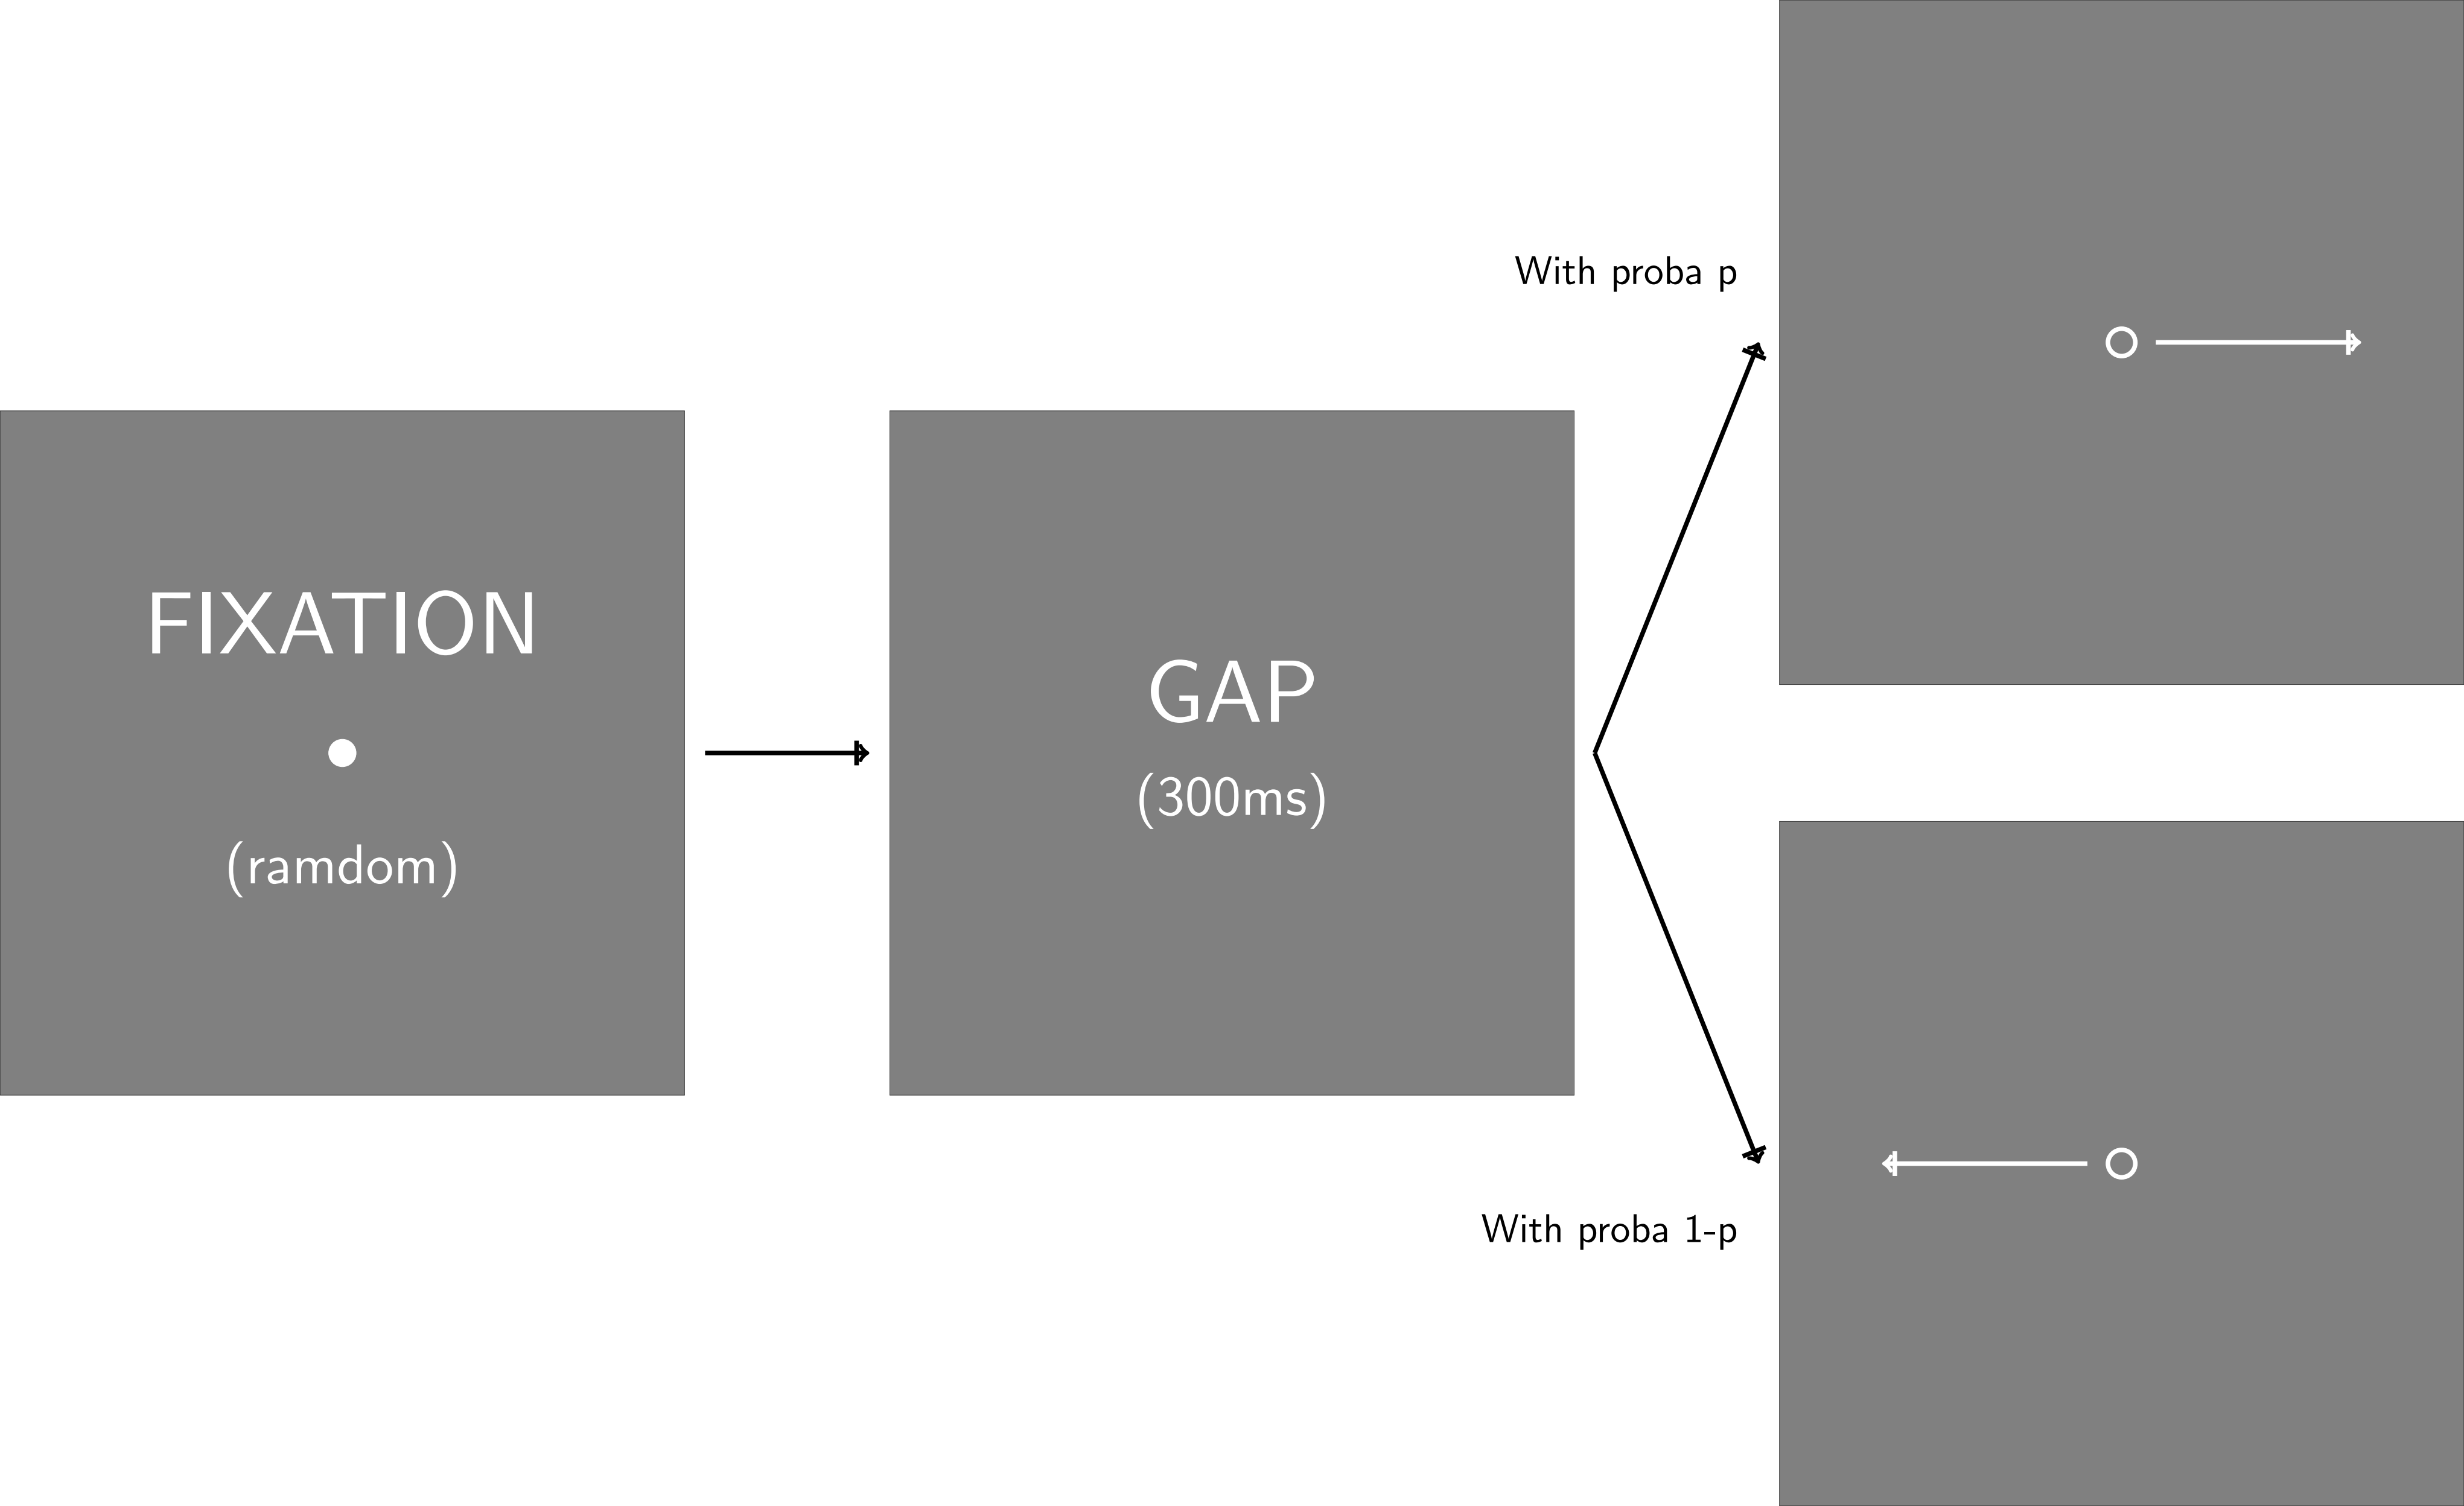 FIXATION
(ramdom)
GAP
(300ms)
With proba p
With proba 1-p